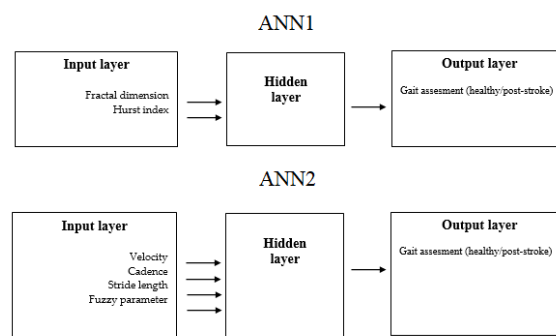 ANN1
Input layer
Fractal dimension
Hurst index
Hidden
layer
Output layer
Gait assesment (healthy/post-stroke)
ANN2
Input layer
Velocity
Cadence
Stride length
Fuzzy parameter
Hidden
layer
Output layer
Gait assesment (healthy/post-stroke)